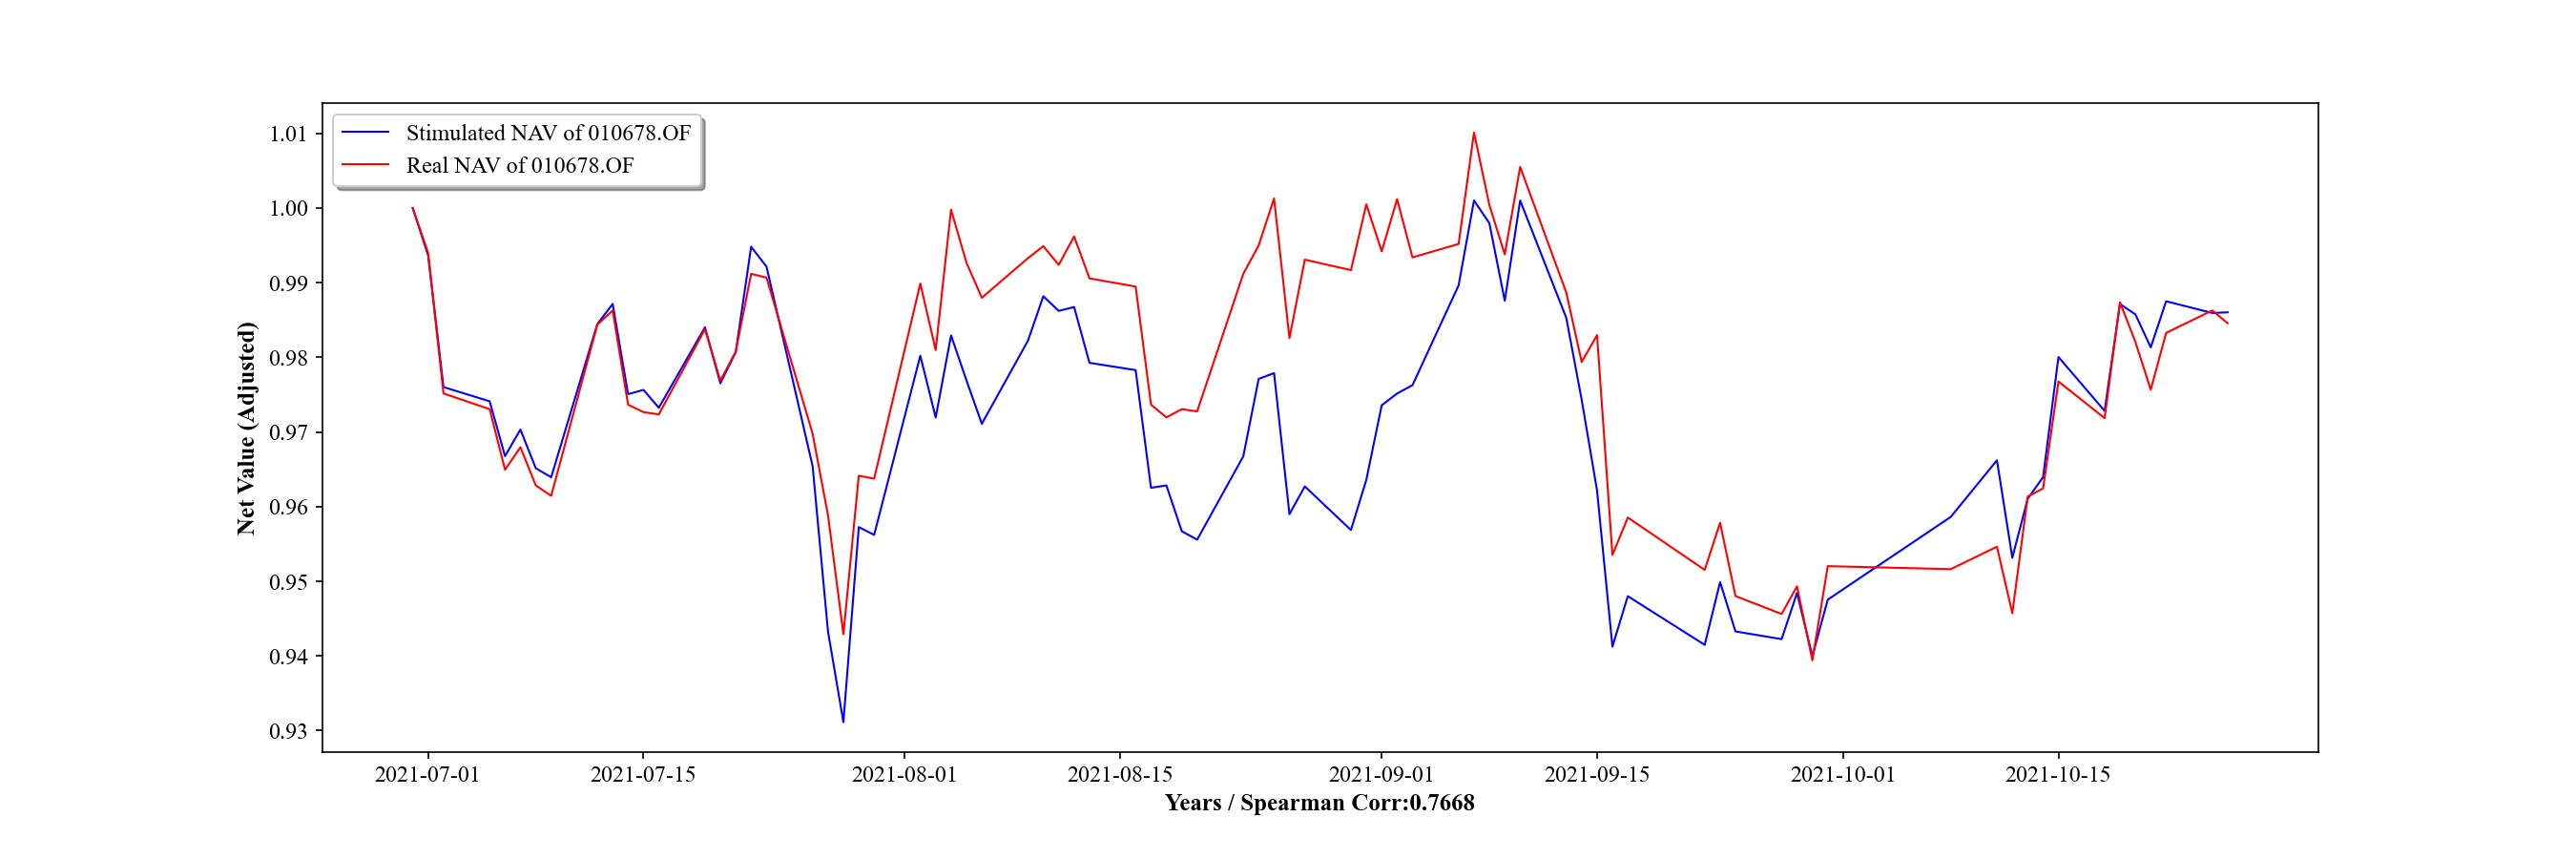 Stimulated NAV of 010678.OF
Real NAV of 010678.OF
1.01
1.00
0.99
0.98
0.97
0.96
0.95
0.94
0.93
Net Value (Adjusted)
2021-07-01 2021-07-15 2021-08-01 2021-08-15 2021-09-01 2021-09-15 2021-10-01 2021-10-15
Years / Spearman Corr:0.7668